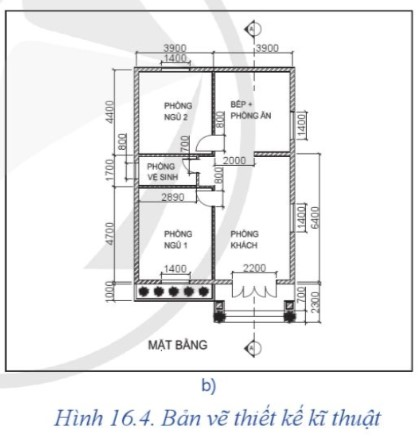 A
3900 3900
1400
4400
PHÒNG
NGỦ 2
BẾP +
PHÒNG ĂN
800
1400
700
800
2000
1700
PHÒNG
VỆ SINH
800
2890
6400
4700
PHÒNG
NGỦ 1
PHÒNG
KHÁCH
1400
1400
2200
1000
700
2300
MẶT BẰNG
A
b)
Hình 16.4. Bản vẽ thiết kế kĩ thuật